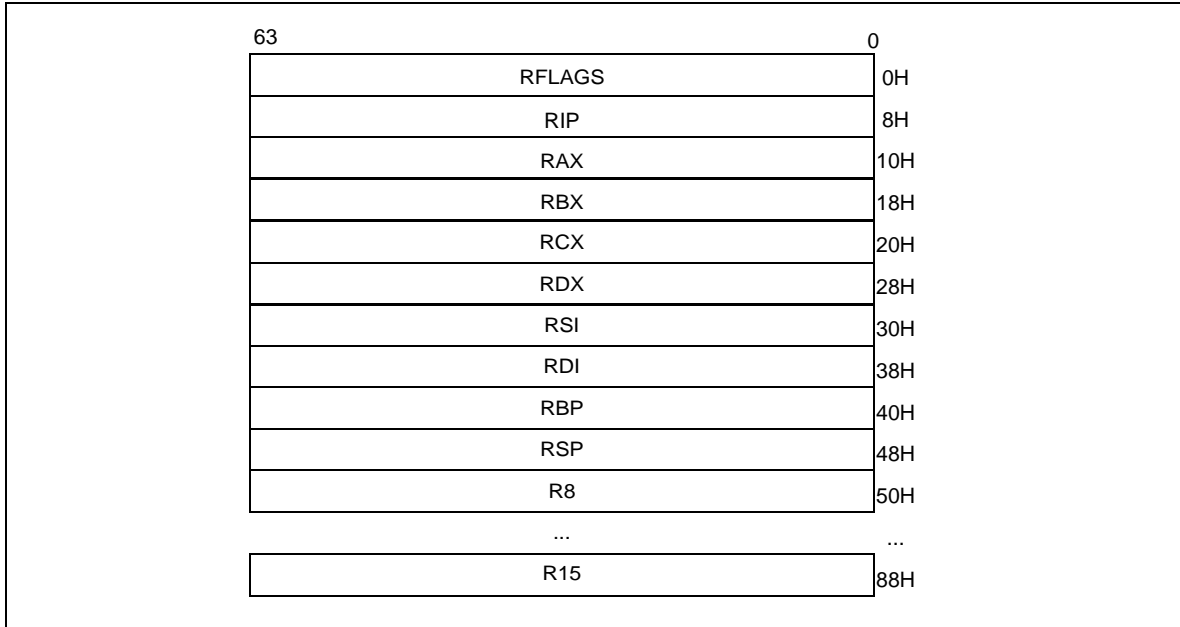 63 0
RFLAGS 0H
RIP 8H
RAX 10H
RBX 18H
RCX 20H
RDX 28H
RSI 30H
RDI 38H
RBP 40H
RSP 48H
R8 50H
... ...
R15 88H